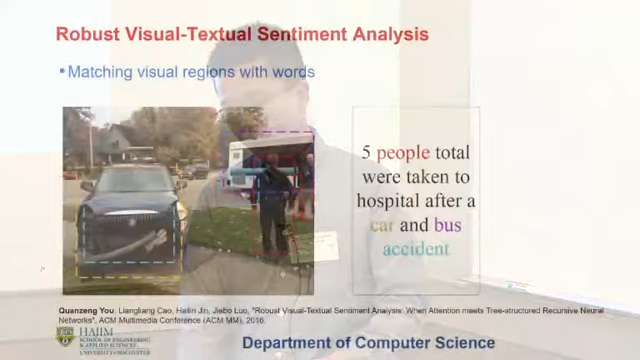 Robust Visual-Textual Sentiment Analysis
• Matching visual regions with words
5 people total
were taken to
hospital after a
car and bus
accident
Quanzeng You, Liangliang Cao, Hailin Jin, Jiebo Luo, "Robust Visual-Textual Sentiment Analysis: When Attention meets Tree-structured Recursive Neural
Networks", ACM Multimedia Conference (ACM MM), 2016.
HAJIM
SCHOOL OF ENGINEERING
& APPLIED SCIENCES
UNIVERSITY of ROCHESTER
Department of Computer Science